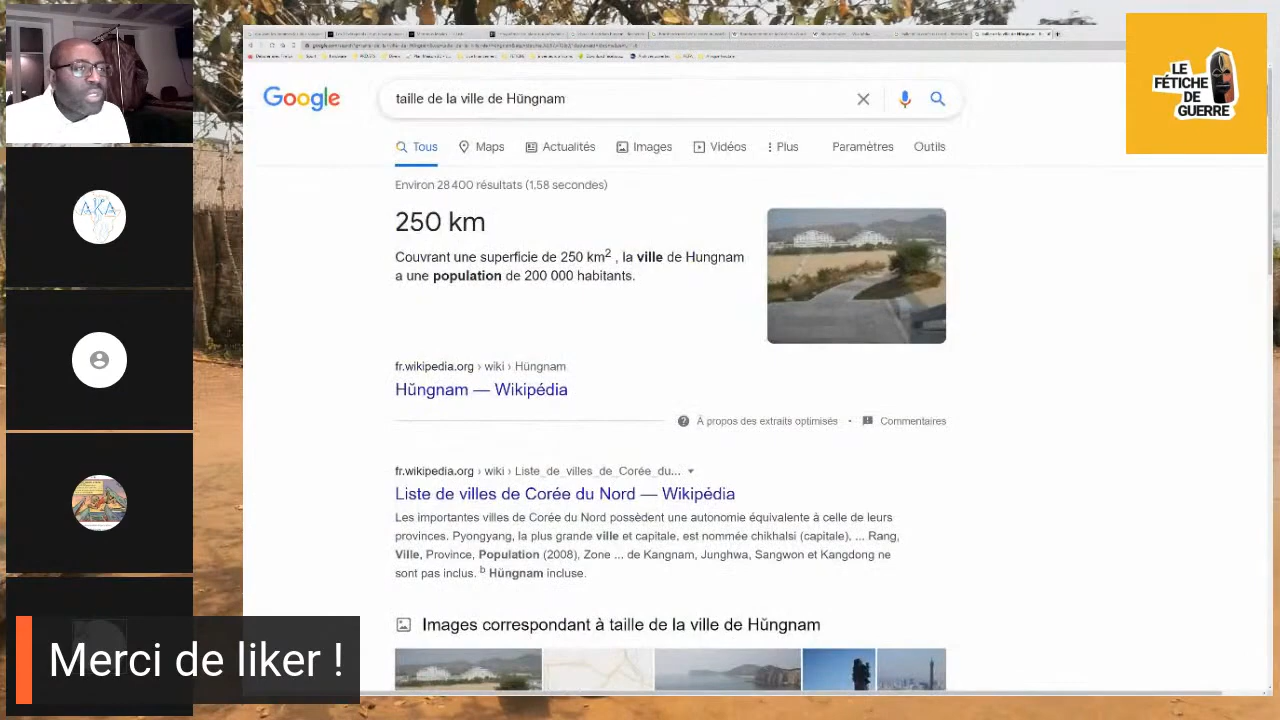 LE
FÉTICHE
DE
GUERRE
AKA
Google
taille de la ville de Hŭngnam
Tous
Maps
Actualités
Images
Vidéos
Plus
Paramètres
Outils
Environ 28 400 résultats (1,58 secondes)
250 km
Couvrant une superficie de 250 km2 , la ville de Hungnam
a une population de 200 000 habitants.
fr.wikipedia.org › wiki › Hŭngnam
Hŭngnam — Wikipédia
À propos des extraits optimisés
•
Commentaires
fr.wikipedia.org › wiki › Liste_de_villes_de_Corée_du...
Liste de villes de Corée du Nord — Wikipédia
Les importantes villes de Corée du Nord possèdent une autonomie équivalente à celle de leurs
provinces. Pyongyang, la plus grande ville et capitale, est nommée chikhalsi (capitale), ... Rang,
Ville, Province, Population (2008), Zone ... de Kangnam, Junghwa, Sangwon et Kangdong ne
sont pas inclus. b Hŭngnam incluse.
Images correspondant à taille de la ville de Hŭngnam
Merci de liker !